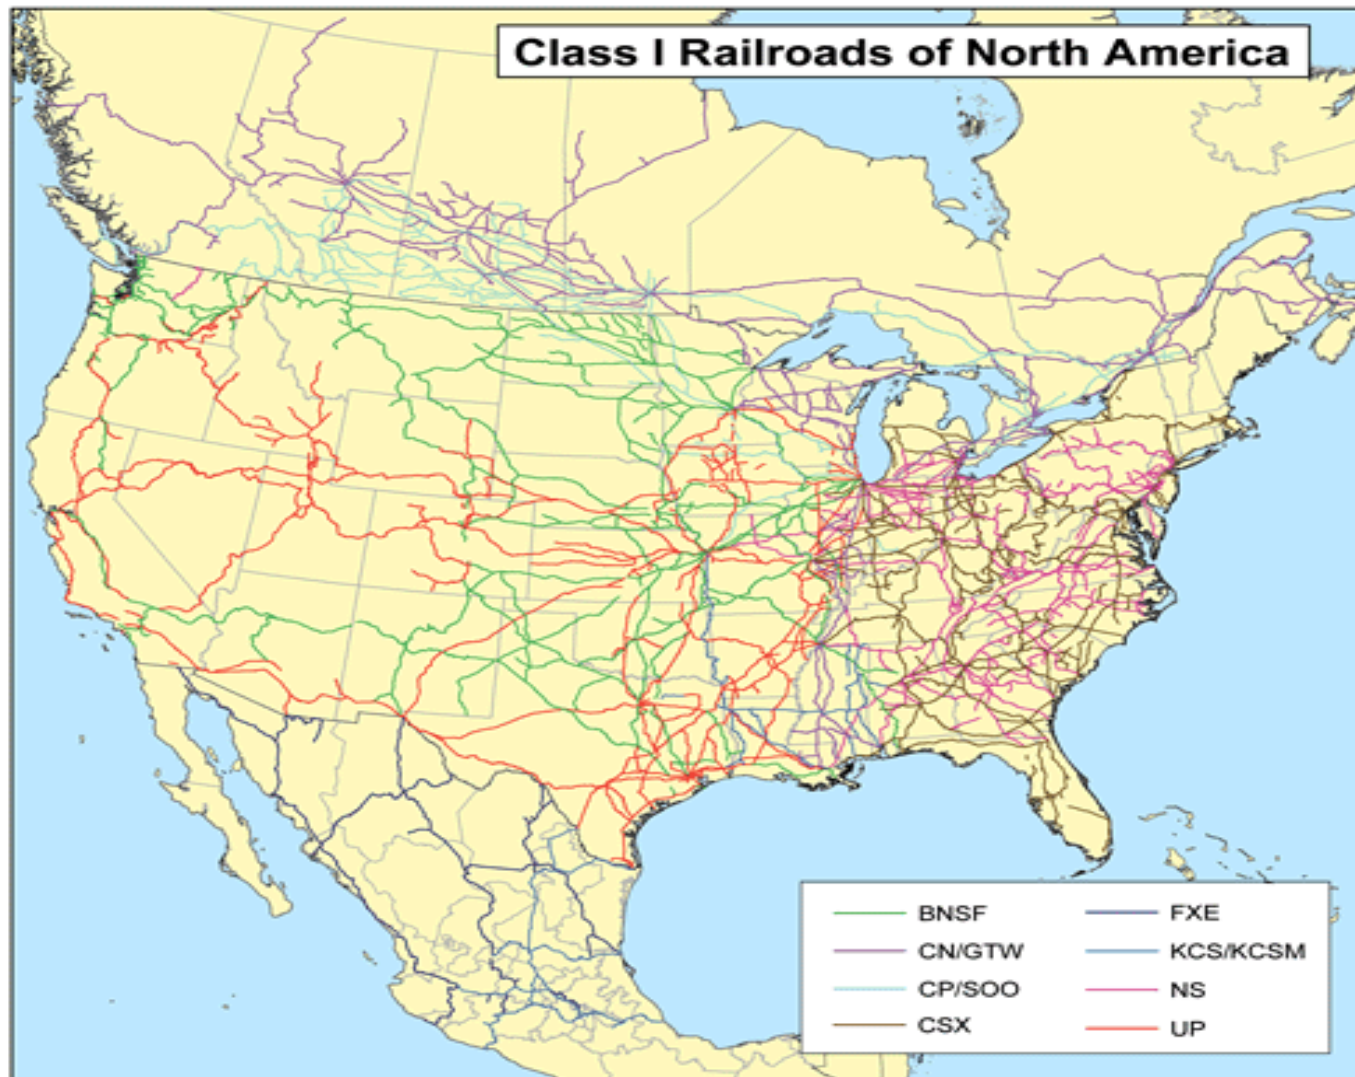 Class I Railroads of North America
BNSF
CN/GTW
CP/SOO
CSX
FXE
KCS/KCSM
NS
UP